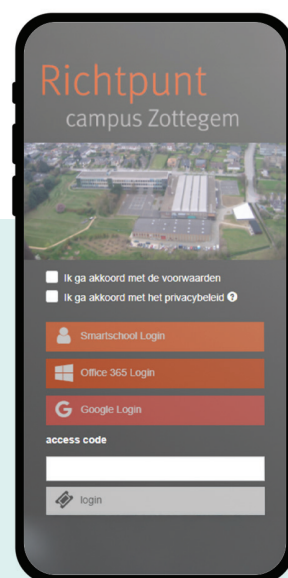 Richtpunt
campus Zottegem
Ik ga akkoord met de voorwaarden
Ik ga akkoord met het privacybeleid ?
Smartschool Login
Office 365 Login
G Google Login
access code
login